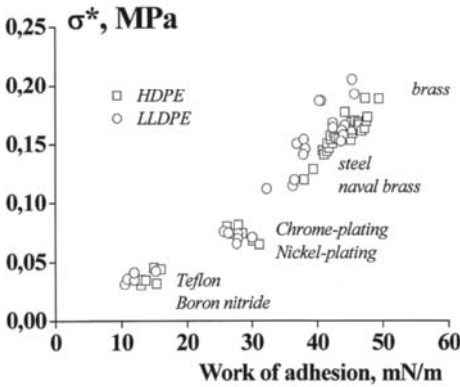 σ*, MPa
0,25
0,20
0,15
0,10
0,05
0,00
HDPE
LLDPE
brass
steel
naval brass
Chrome-plating
Nickel-plating
Teflon
Boron nitride
0 10 20 30 40 50 60
Work of adhesion, mN/m